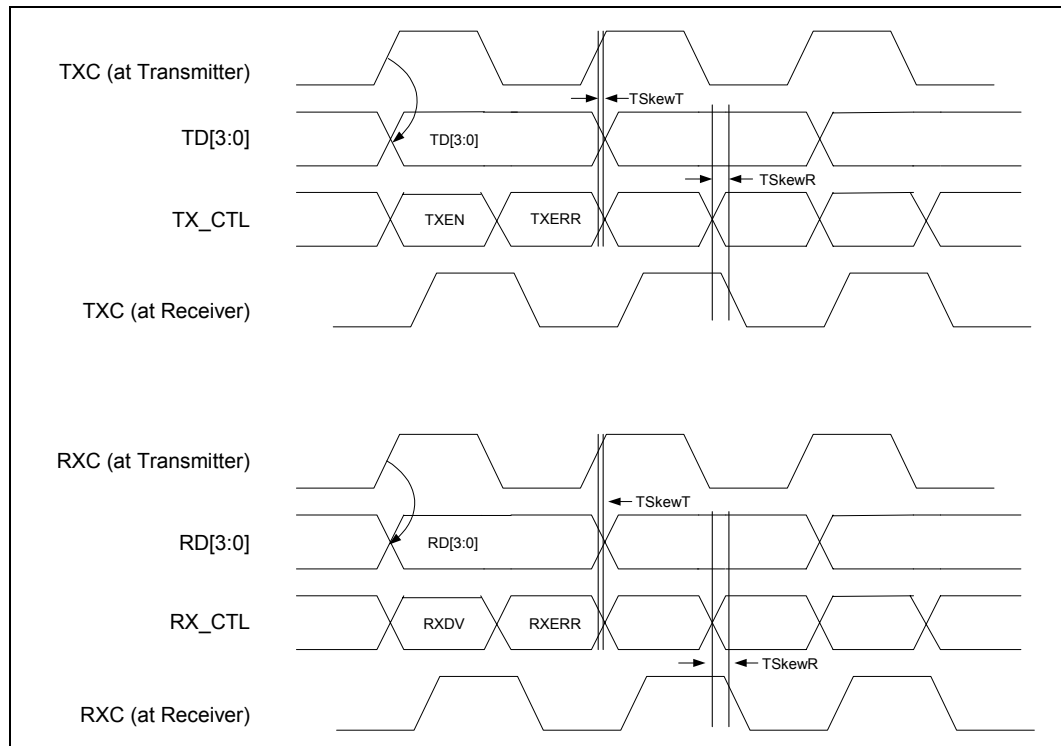 TXC (at Transmitter)
TSkewT
TD[3:0]
TD[3:0]
TSkewR
TX_CTL
TXEN
TXERR
TXC (at Receiver)
RXC (at Transmitter)
TSkewT
RD[3:0]
RD[3:0]
RX_CTL
RXDV
RXERR
TSkewR
RXC (at Receiver)